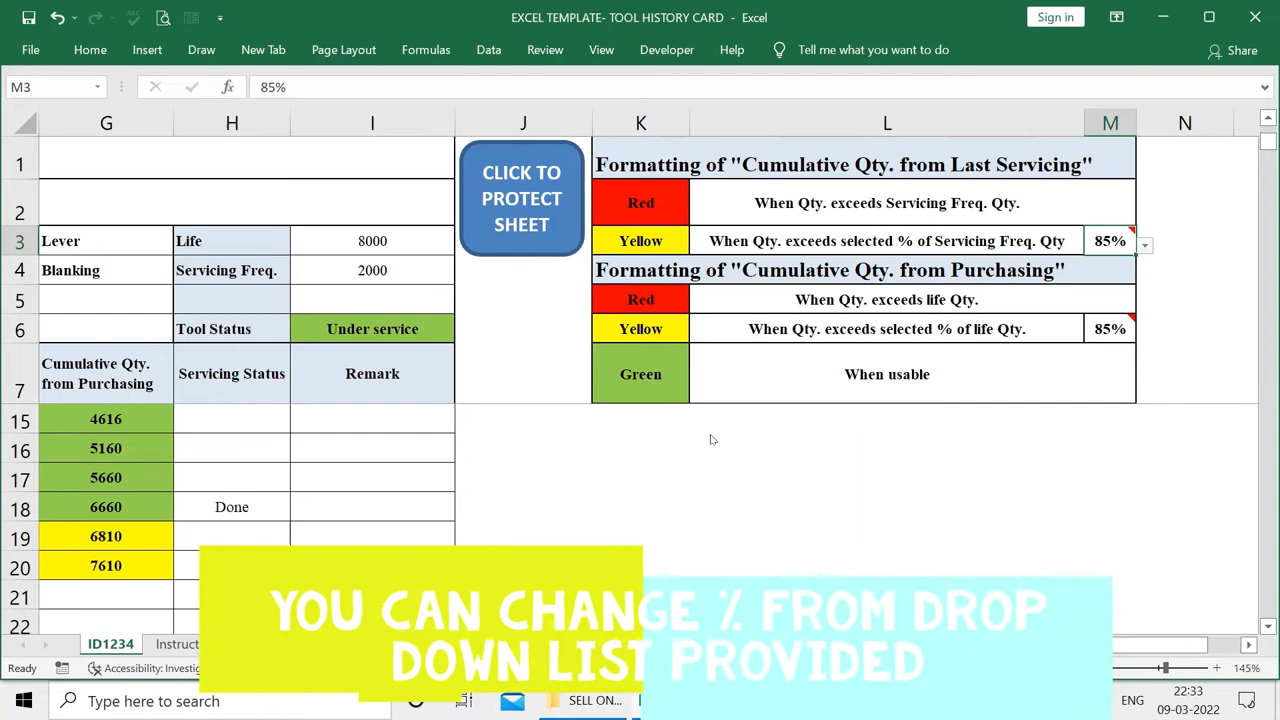 EXCEL TEMPLATE- TOOL HISTORY CARD - Excel
Sign in
File Home Insert Draw New Tab Page Layout Formulas Data Review View Developer Help Tell me what you want to do Share
M3 fx 85%
G H I J K L M N
1 Formatting of "Cumulative Qty. from Last Servicing"
CLICK TO
PROTECT
SHEET
2 Red When Qty. exceeds Servicing Freq. Qty.
3 Lever Life 8000 Yellow When Qty. exceeds selected % of Servicing Freq. Qty 85%
4 Blanking Servicing Freq. 2000 Formatting of "Cumulative Qty. from Purchasing"
5 Red When Qty. exceeds life Qty.
6 Tool Status Under service Yellow When Qty. exceeds selected % of life Qty. 85%
Cumulative Qty.
from Purchasing
7 Servicing Status Remark Green When usable
15 4616
16 5160
17 5660
18 6660 Done
19 6810
20 7610
21
22
YOU CAN CHANGE % FROM DROP
DOWN LIST PROVIDED
ID1234 Instruct
Ready Accessibility: Investig 145%
Type here to search SELL ON... ENG 22:33
09-03-2022